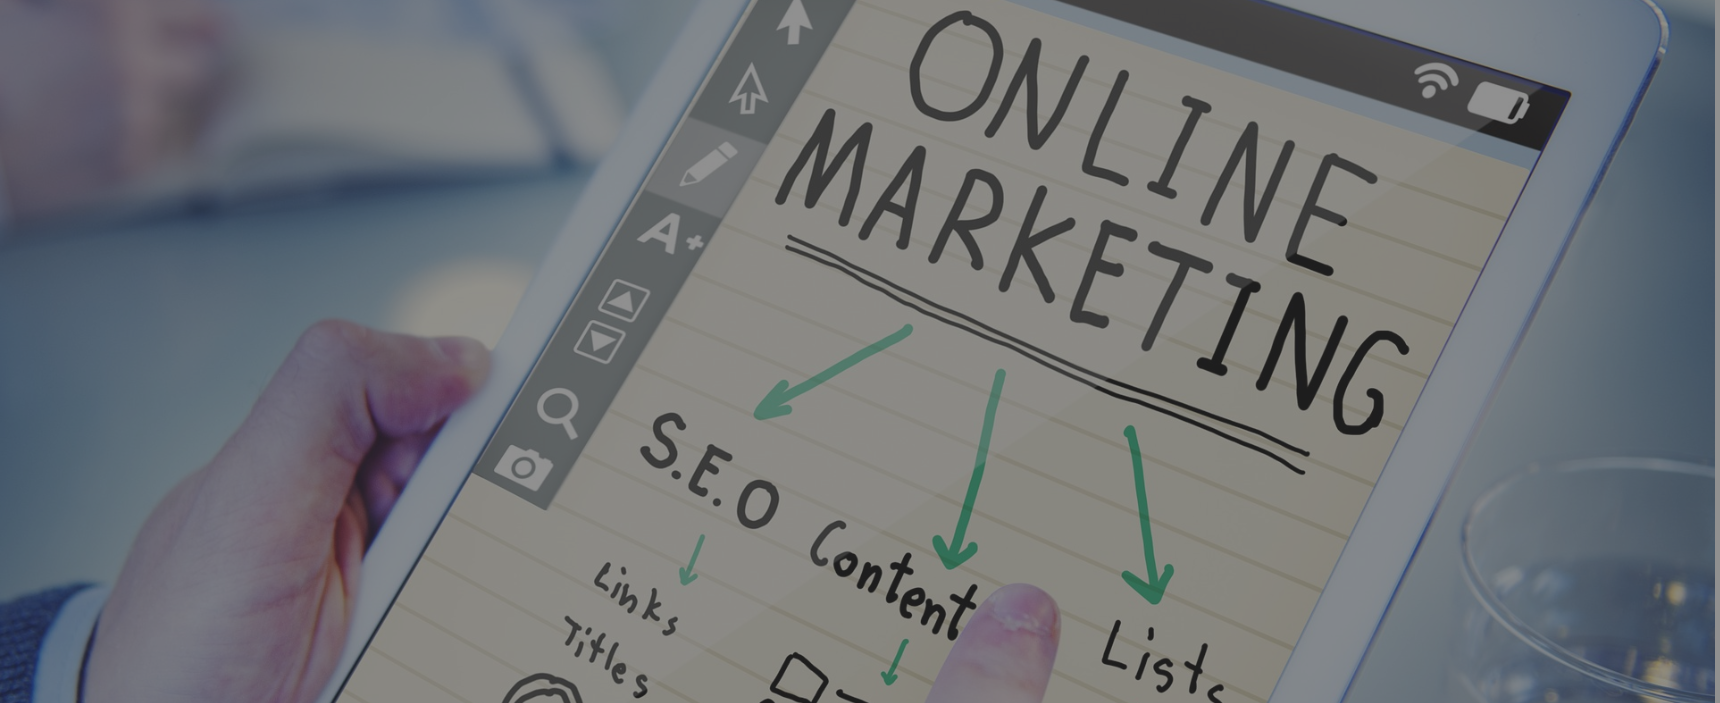 ONLINE
MARKETING
S.E.O
Content
Lists
Links
Titles
A+